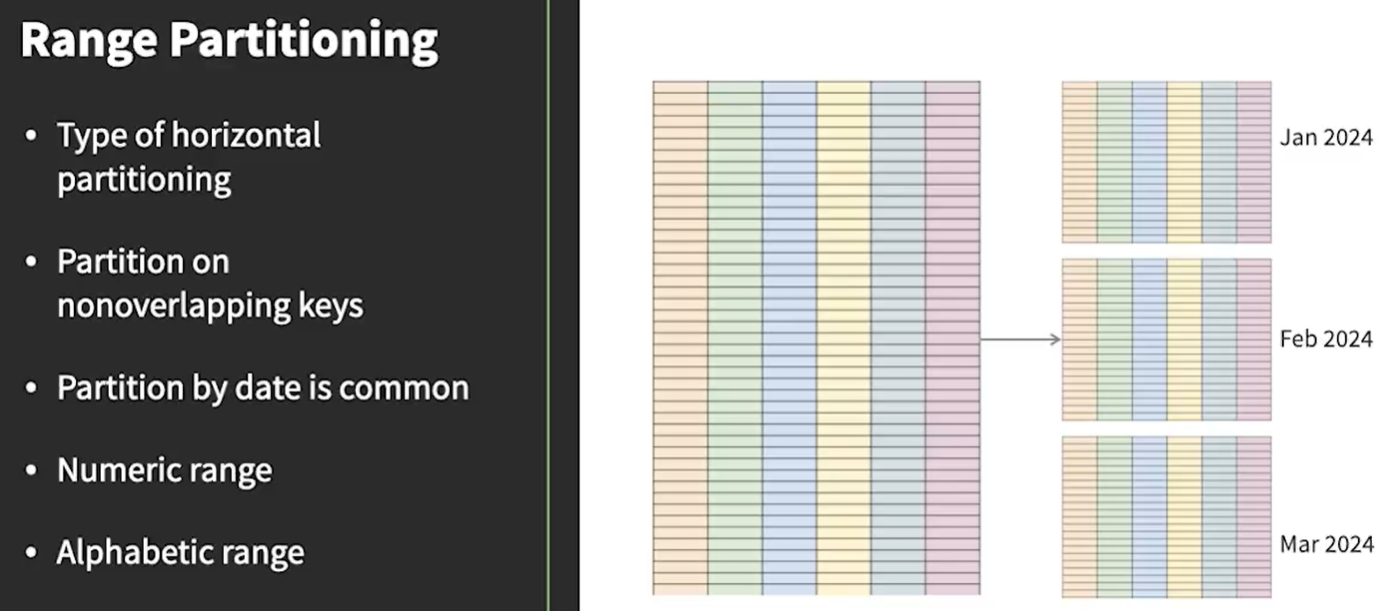 Range Partitioning
• Type of horizontal
partitioning
• Partition on
nonoverlapping keys
• Partition by date is common
• Numeric range
• Alphabetic range
Jan 2024
Feb 2024
Mar 2024